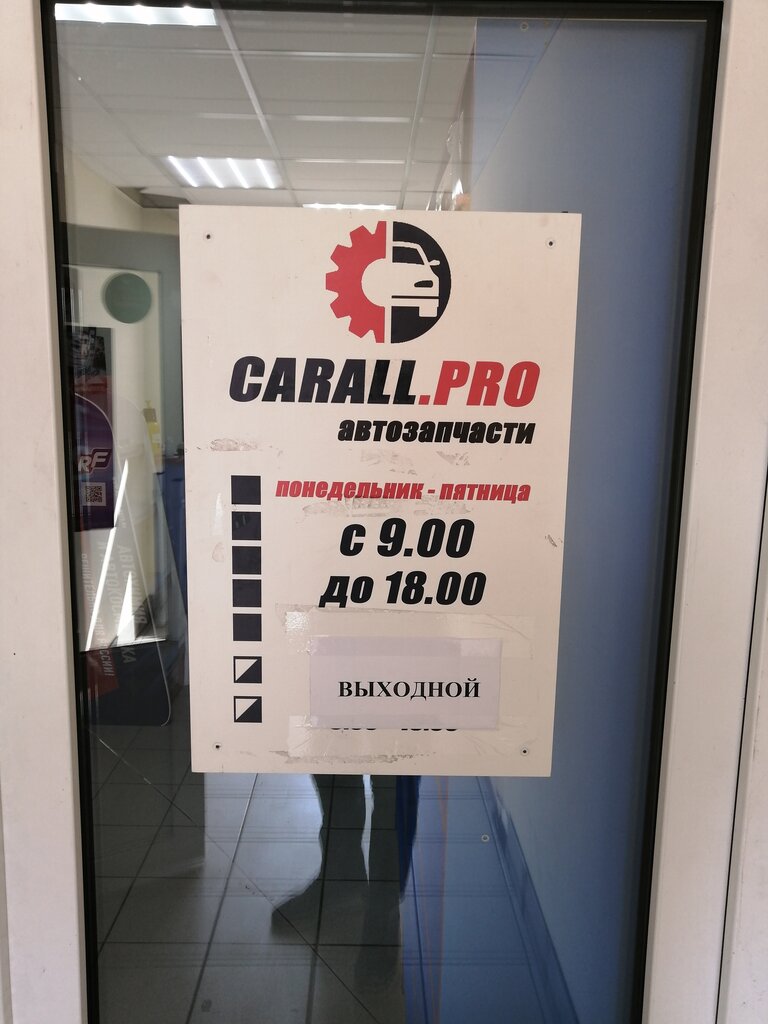 CARALL.PRO
автозапчасти
понедельник - пятница
с 9.00
до 18.00
ВЫХОДНОЙ